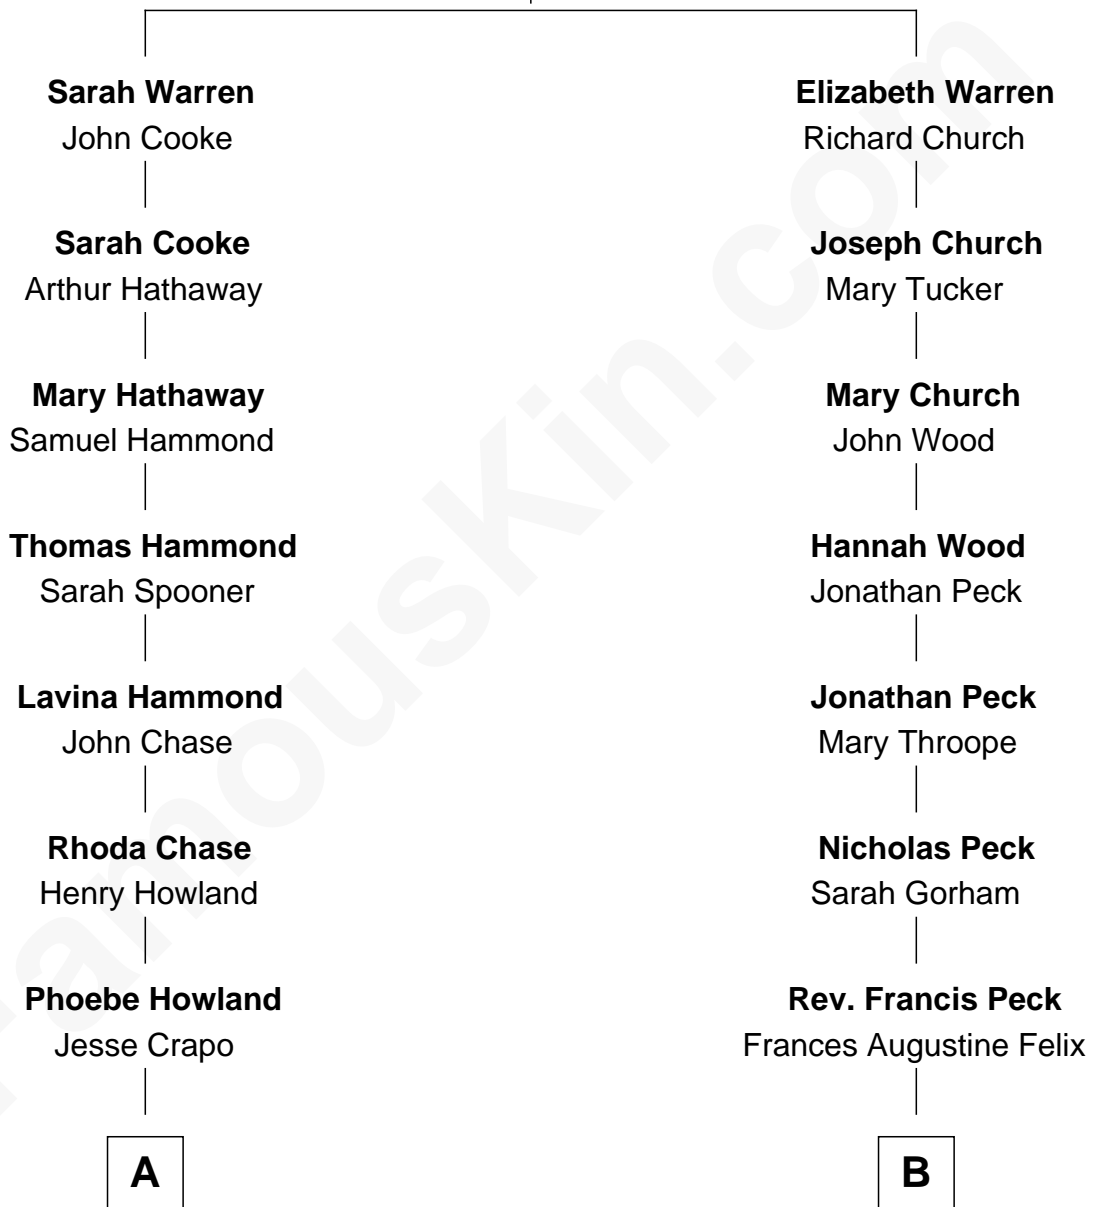 Sarah Warren
John Cooke
Sarah Cooke
Arthur Hathaway
Mary Hathaway
Samuel Hammond
Thomas Hammond
Sarah Spooner
Lavina Hammond
John Chase
Rhoda Chase
Henry Howland
Phoebe Howland
Jesse Crapo
A
Elizabeth Warren
Richard Church
Joseph Church
Mary Tucker
Mary Church
John Wood
Hannah Wood
Jonathan Peck
Jonathan Peck
Mary Throope
Nicholas Peck
Sarah Gorham
Rev. Francis Peck
Frances Augustine Felix
B
FamousKin.com